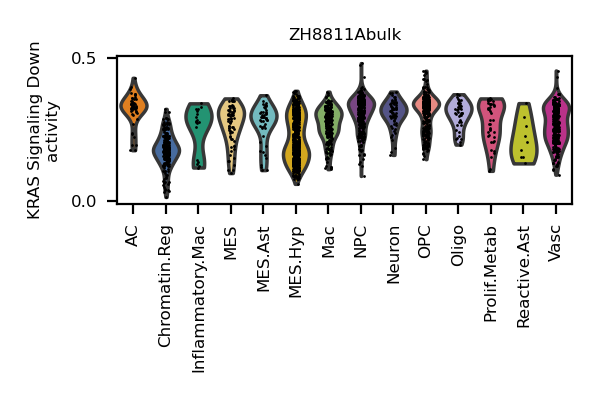 ZH8811Abulk
KRAS Signaling Down
activity
0.5
0.0
AC
Chromatin.Reg
Inflammatory.Mac
MES
MES.Ast
MES.Hyp
Mac
NPC
Neuron
OPC
Oligo
Prolif.Metab
Reactive.Ast
Vasc